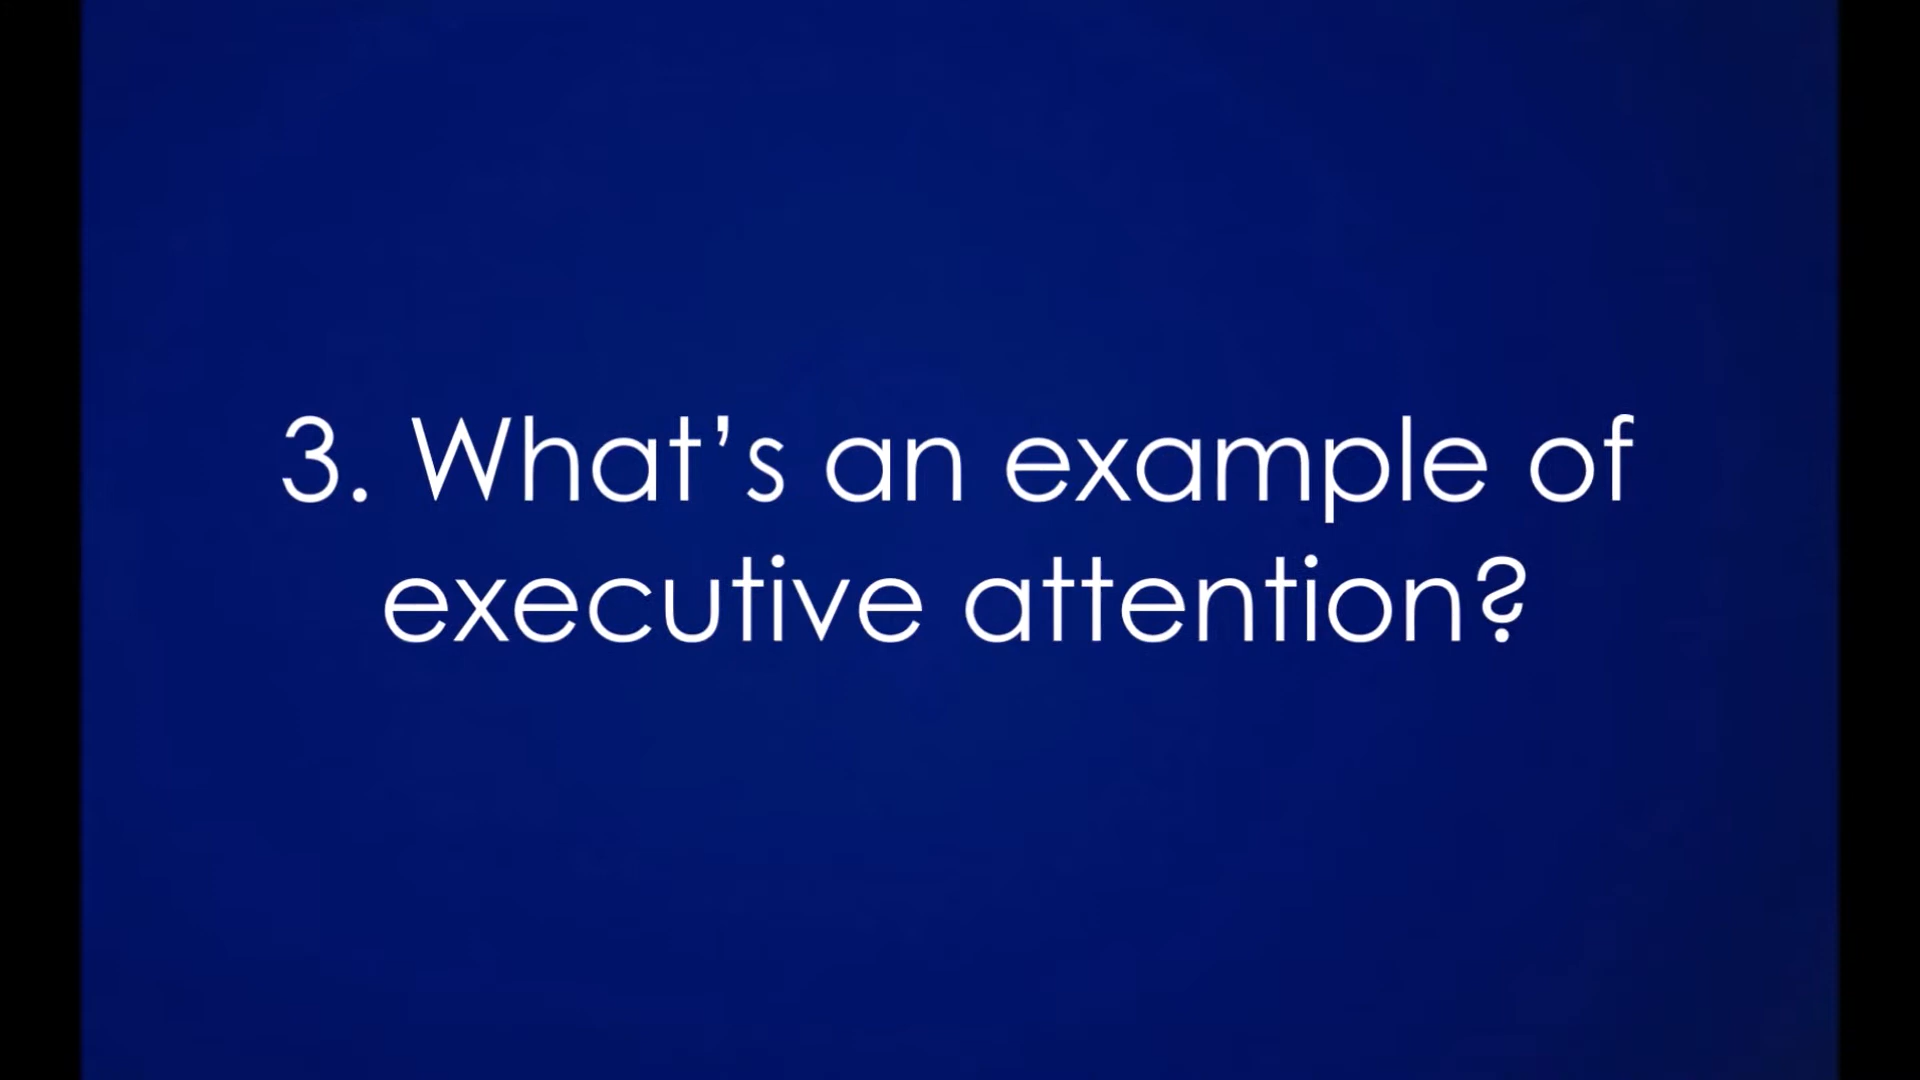 3. What’s an example of
executive attention?